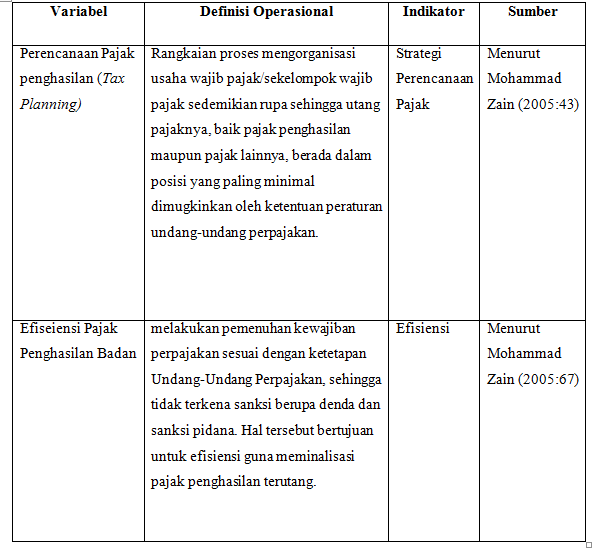 Variabel Definisi Operasional Indikator Sumber
Perencanaan Pajak
penghasilan (Tax
Planning)
Rangkaian proses mengorganisasi
usaha wajib pajak/sekelompok wajib
pajak sedemikian rupa sehingga utang
pajaknya, baik pajak penghasilan
maupun pajak lainnya, berada dalam
posisi yang paling minimal
dimugkinkan oleh ketentuan peraturan
undang-undang perpajakan.
Strategi
Perencanaan
Pajak
Menurut
Mohammad
Zain (2005:43)
Efiseiensi Pajak
Penghasilan Badan
melakukan pemenuhan kewajiban
perpajakan sesuai dengan ketetapan
Undang-Undang Perpajakan, sehingga
tidak terkena sanksi berupa denda dan
sanksi pidana. Hal tersebut bertujuan
untuk efisiensi guna meminalisasi
pajak penghasilan terutang.
Efisiensi
Menurut
Mohammad
Zain (2005:67)